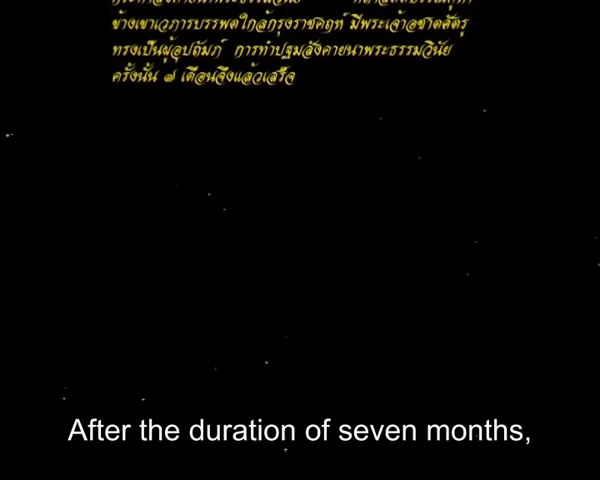 ข้างเขาเวภารบรรพตใกล้กรุงราชคฤห์ มีพระเจ้าอชาตศัตรู
ทรงเป็นผู้อุปถัมภ์ การทำปฐมสังคายนาพระธรรมวินัย
ครั้งนั้น ๗ เดือนจึงแล้วเสร็จ
After the duration of seven months,